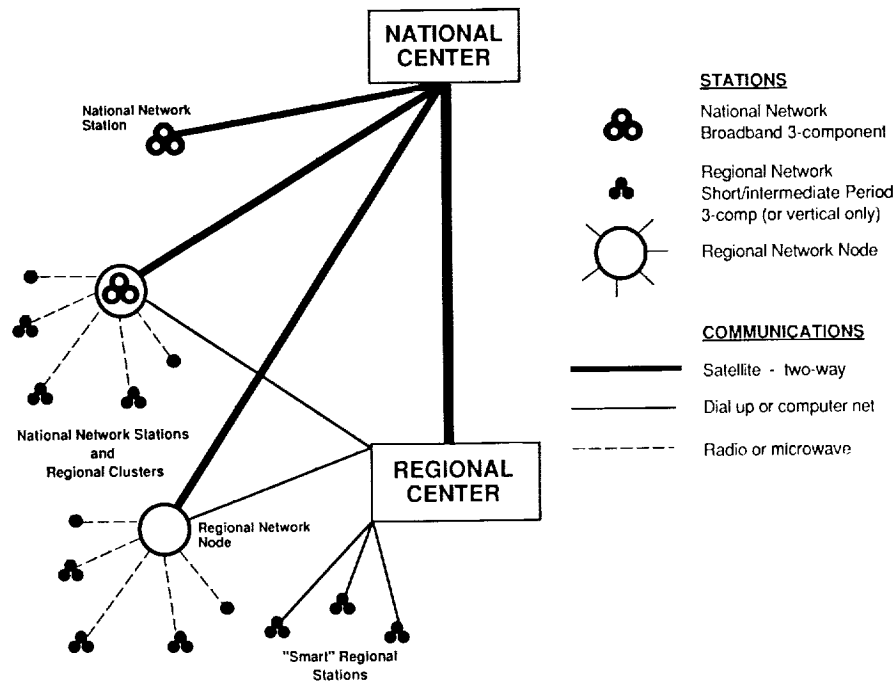 NATIONAL
CENTER
National Network
Station
National Network Stations
and
Regional Clusters
Regional Network
Node
REGIONAL
CENTER
"Smart" Regional
Stations
STATIONS
National Network
Broadband 3-component
Regional Network
Short/intermediate Period
3-comp (or vertical only)
Regional Network Node
COMMUNICATIONS
Satellite - two-way
Dial up or computer net
Radio or microwave